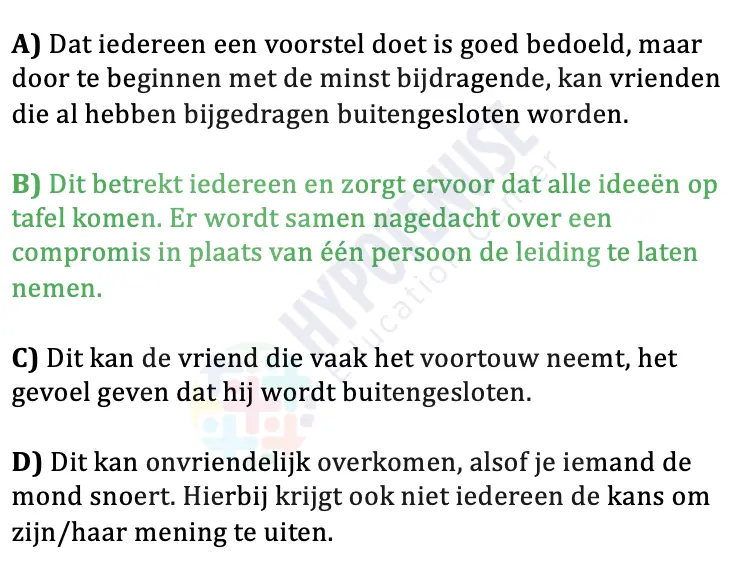 A) Dat iedereen een voorstel doet is goed bedoeld, maar
door te beginnen met de minst bijdragende, kan vrienden
die al hebben bijgedragen buitengesloten worden.
B) Dit betrekt iedereen en zorgt ervoor dat alle ideeën op
tafel komen. Er wordt samen nagedacht over een
compromis in plaats van één persoon de leiding te laten
nemen.
C) Dit kan de vriend die vaak het voortouw neemt, het
gevoel geven dat hij wordt buitengesloten.
D) Dit kan onvriendelijk overkomen, alsof je iemand de
mond snoert. Hierbij krijgt ook niet iedereen de kans om
zijn/haar mening te uiten.
HYPOTENUSE
Education Center